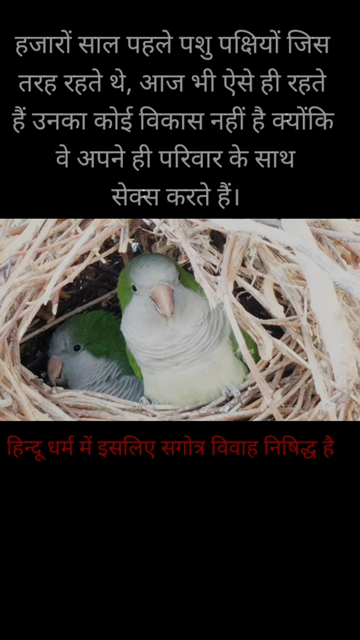 हजारों साल पहले पशु पक्षियों जिस
तरह रहते थे, आज भी ऐसे ही रहते
हैं उनका कोई विकास नहीं है क्योंकि
वे अपने ही परिवार के साथ
सेक्स करते हैं।
हिन्दू धर्म में इसलिए सगोत्र विवाह निषिद्ध है